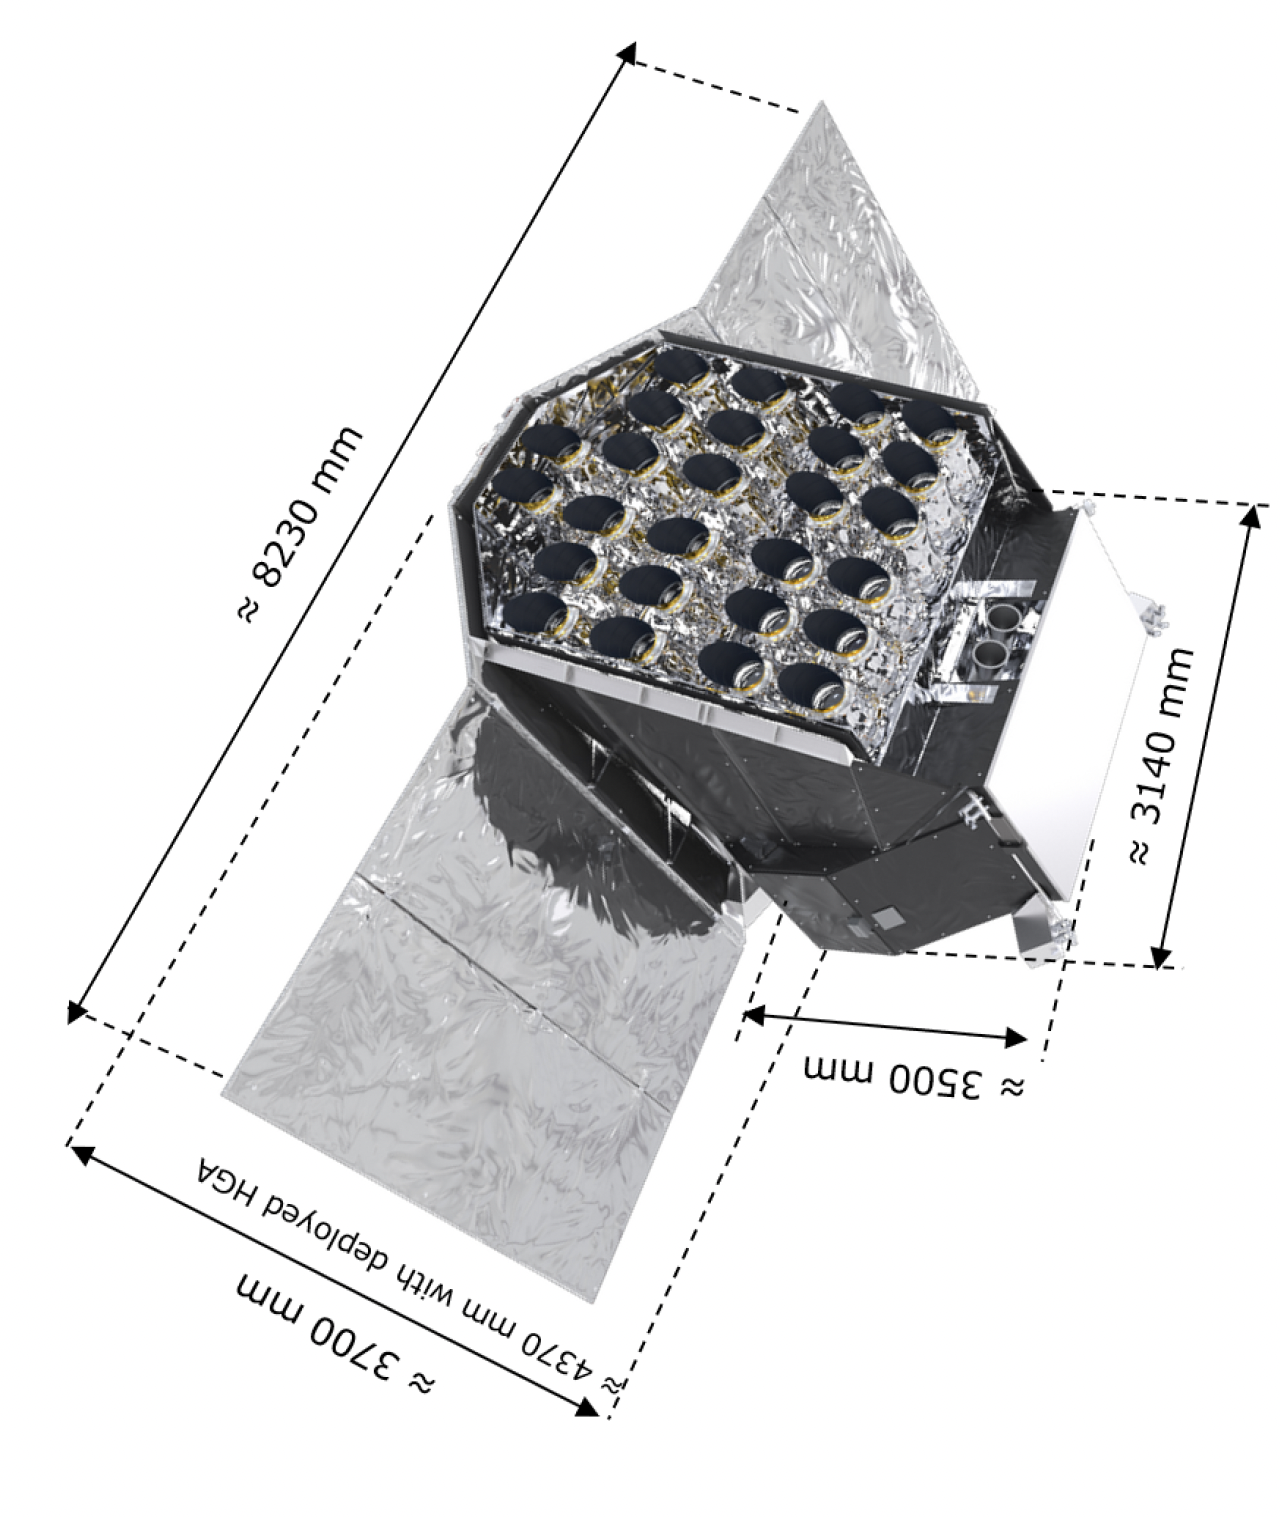 ≈ 8230 mm
≈ 3140 mm
≈ 3500 mm
≈ 4370 mm with deployed HGA
≈ 3700 mm